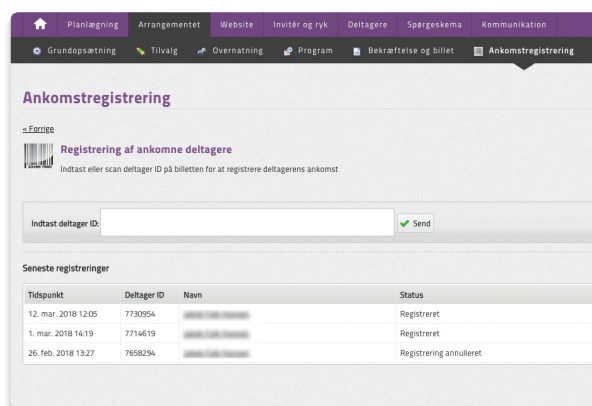 Planlægning Arrangementet Website Invitér og ryk Deltagere Spørgeskema Kommunikation
Grundopsætning Tilvalg Overnatning Program Bekræftelse og billet Ankomstregistrering
Ankomstregistrering
« Forrige
Registrering af ankomne deltagere
Indtast eller scan deltager ID på billetten for at registrere deltagerens ankomst
Indtast deltager ID: Send
Seneste registreringer
Tidspunkt Deltager ID Navn Status
12. mar. 2018 12:05 7730954 Registreret
1. mar. 2018 14:19 7714619 Registreret
26. feb. 2018 13:27 7658294 Registrering annulleret